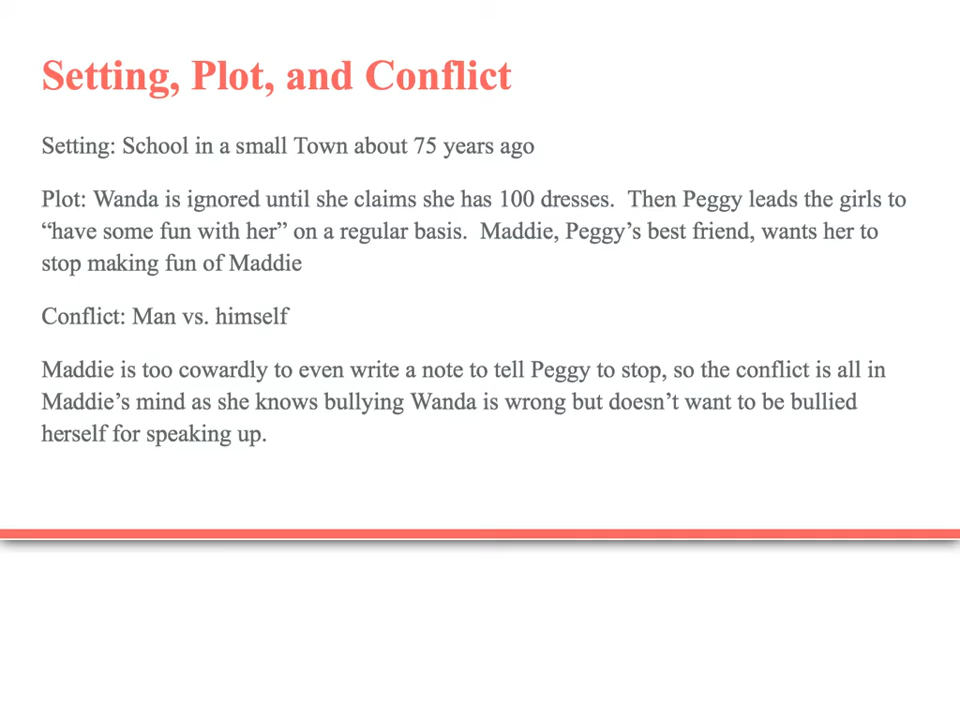 Setting, Plot, and Conflict
Setting: School in a small Town about 75 years ago
Plot: Wanda is ignored until she claims she has 100 dresses.  Then Peggy leads the girls to
“have some fun with her” on a regular basis.  Maddie, Peggy’s best friend, wants her to
stop making fun of Maddie
Conflict: Man vs. himself
Maddie is too cowardly to even write a note to tell Peggy to stop, so the conflict is all in
Maddie’s mind as she knows bullying Wanda is wrong but doesn’t want to be bullied
herself for speaking up.